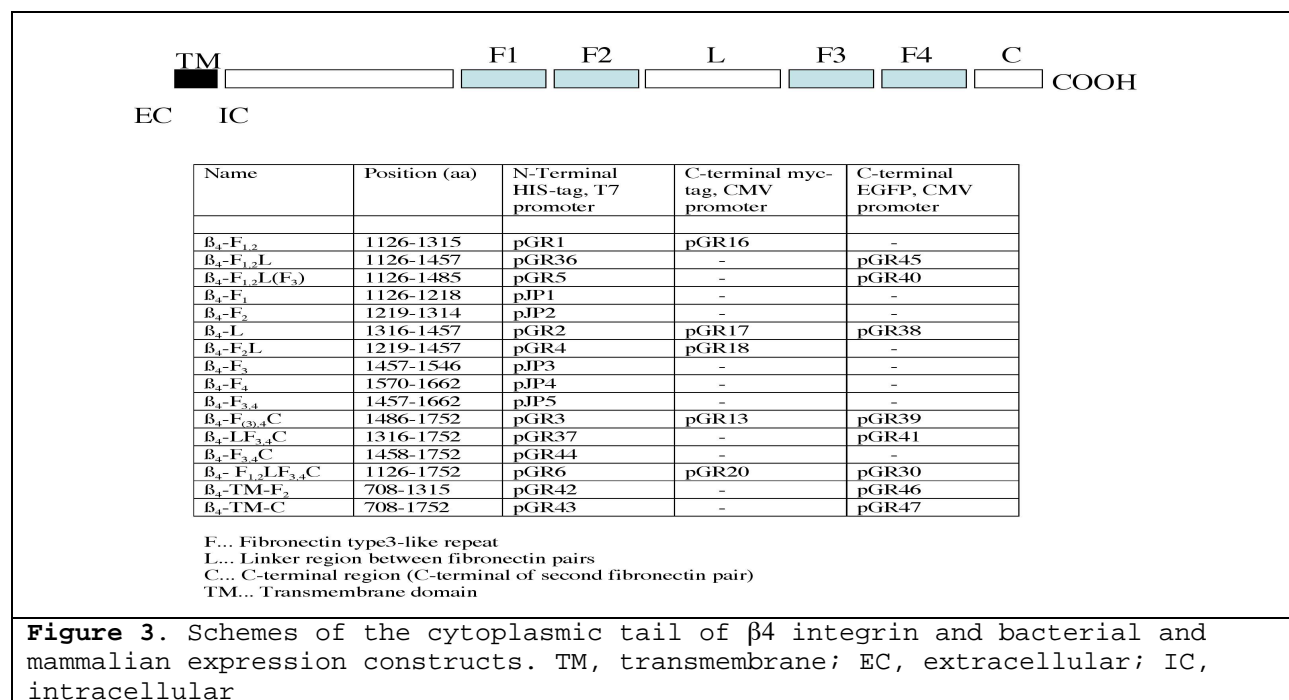 TM F1 F2 L F3 F4 C
COOH
EC IC
Name Position (aa) N-Terminal HIS-tag, T7 promoter C-terminal myc-tag, CMV promoter C-terminal EGFP, CMV promoter
ß₄-F₁,₂ 1126-1315 pGR1 pGR16 -
ß₄-F₁,₂L 1126-1457 pGR36 - pGR45
ß₄-F₁,₂L(F₃) 1126-1485 pGR5 - pGR40
ß₄-F₁ 1126-1218 pJP1 - -
ß₄-F₂ 1219-1314 pJP2 - -
ß₄-L 1316-1457 pGR2 pGR17 pGR38
ß₄-F₂L 1219-1457 pGR4 pGR18 -
ß₄-F₃ 1457-1546 pJP3 - -
ß₄-F₄ 1570-1662 pJP4 - -
ß₄-F₃,₄ 1457-1662 pJP5 - -
ß₄-F₍₃₎,₄C 1486-1752 pGR3 pGR13 pGR39
ß₄-LF₃,₄C 1316-1752 pGR37 - pGR41
ß₄-F₃,₄C 1458-1752 pGR44 - -
ß₄- F₁,₂LF₃,₄C 1126-1752 pGR6 pGR20 pGR30
ß₄-TM-F₂ 708-1315 pGR42 - pGR46
ß₄-TM-C 708-1752 pGR43 - pGR47
F... Fibronectin type3-like repeat
L... Linker region between fibronectin pairs
C... C-terminal region (C-terminal of second fibronectin pair)
TM... Transmembrane domain
Figure 3. Schemes of the cytoplasmic tail of β4 integrin and bacterial and
mammalian expression constructs. TM, transmembrane; EC, extracellular; IC,
intracellular